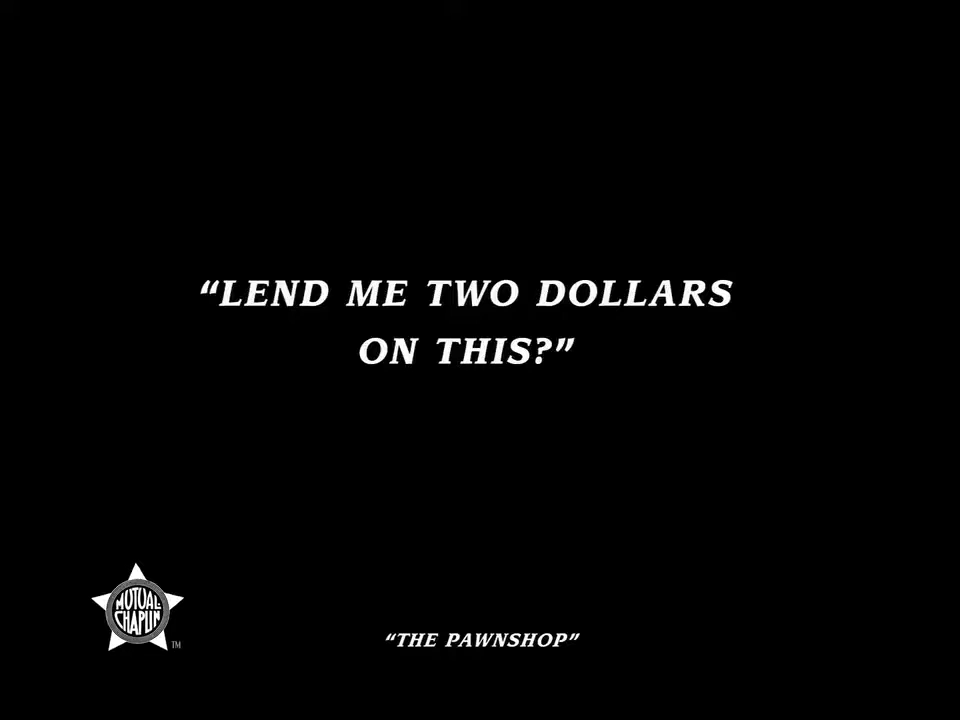 “LEND ME TWO DOLLARS
ON THIS?”
MUTUAL-
CHAPLIN
TM
“THE PAWNSHOP”